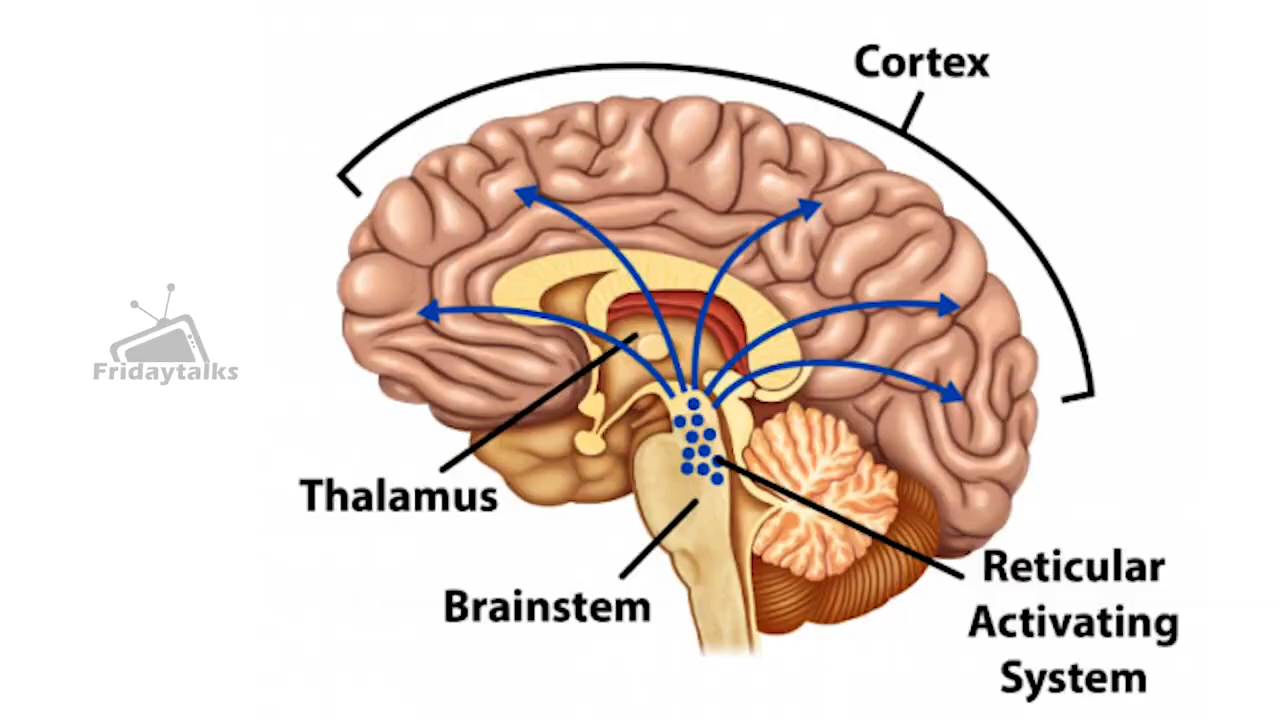 Cortex
Fridaytalks
Thalamus
Brainstem
Reticular
Activating
System